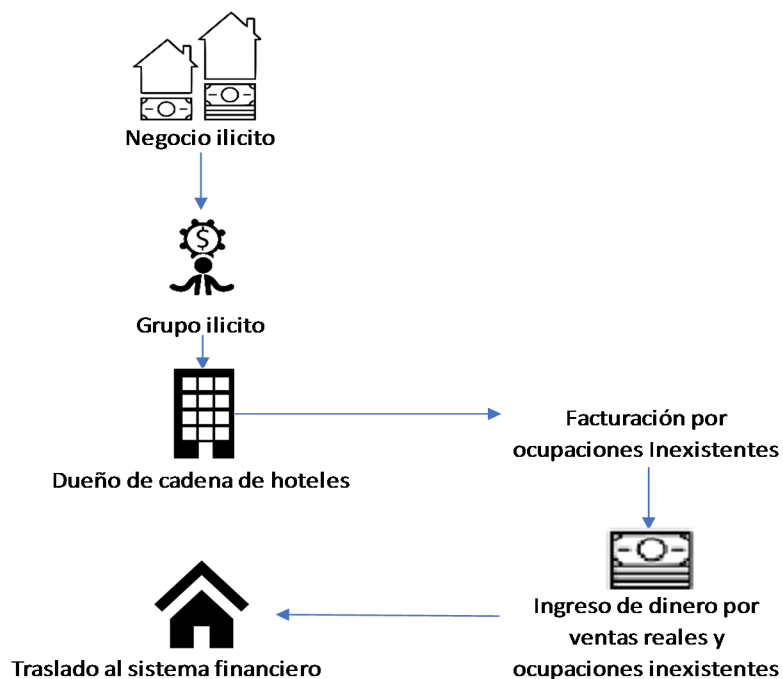 Negocio ilicito
$
Grupo ilicito
Dueño de cadena de hoteles
Facturación por
ocupaciones Inexistentes
Ingreso de dinero por
ventas reales y
ocupaciones inexistentes
Traslado al sistema financiero